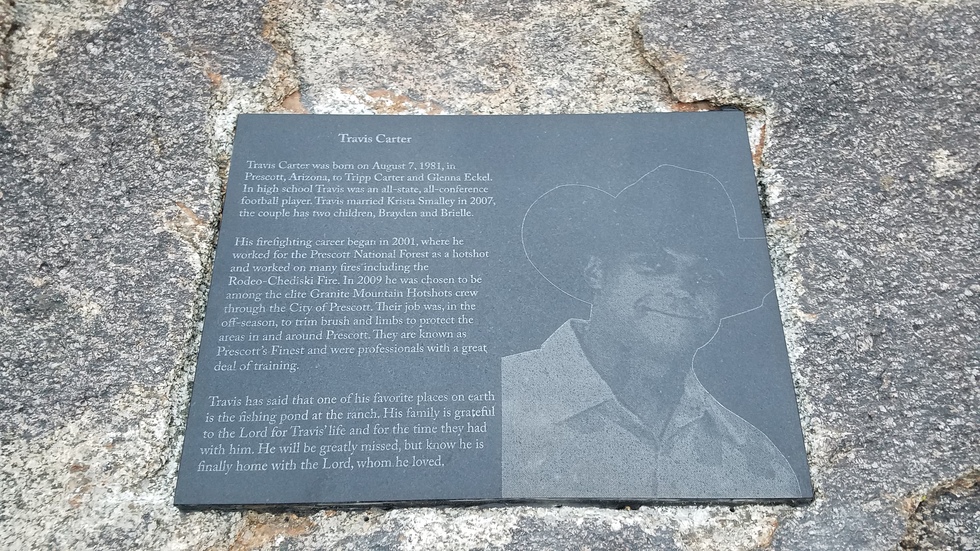 Travis Carter
Travis Carter was born on August 7, 1981, in
Prescott, Arizona, to Tripp Carter and Glenna Eckel.
In high school Travis was an all-state, all-conference
football player. Travis married Krista Smalley in 2007,
the couple has two children, Brayden and Brielle.
His firefighting career began in 2001, where he
worked for the Prescott National Forest as a hotshot
and worked on many fires including the
Rodeo-Chediski Fire. In 2009 he was chosen to be
among the elite Granite Mountain Hotshots crew
through the City of Prescott. Their job was, in the
off-season, to trim brush and limbs to protect the
areas in and around Prescott. They are known as
Prescott's Finest and were professionals with a great
deal of training.
Travis has said that one of his favorite places on earth
is the fishing pond at the ranch. His family is grateful
to the Lord for Travis' life and for the time they had
with him. He will be greatly missed, but know he is
finally home with the Lord, whom he loved.